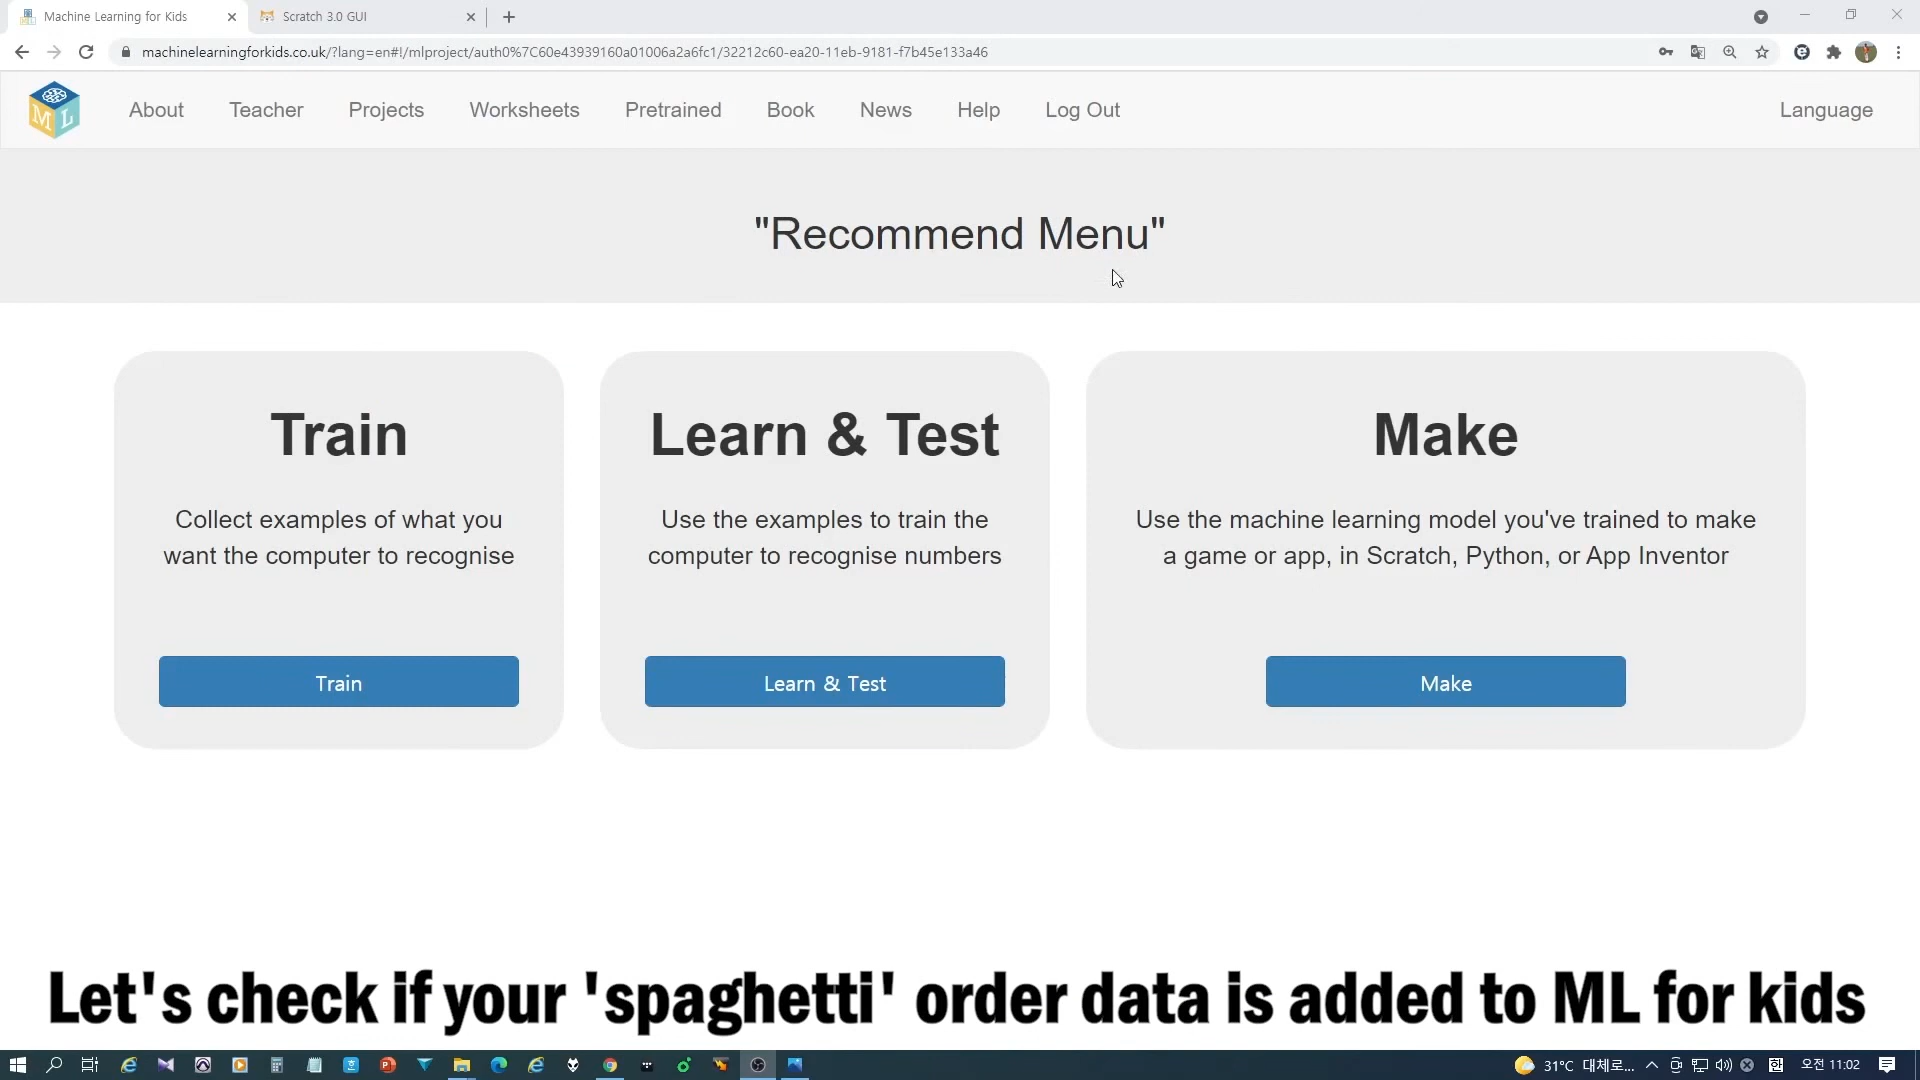 Machine Learning for Kids
Scratch 3.0 GUI
machinelearningforkids.co.uk/?lang=en#!/mlproject/auth0%7C60e43939160a01006a2a6fc1/32212c60-ea20-11eb-9181-f7b45e133a46
ML
About
Teacher
Projects
Worksheets
Pretrained
Book
News
Help
Log Out
Language
"Recommend Menu"
Train
Collect examples of what you
want the computer to recognise
Train
Learn & Test
Use the examples to train the
computer to recognise numbers
Learn & Test
Make
Use the machine learning model you've trained to make
a game or app, in Scratch, Python, or App Inventor
Make
Let's check if your 'spaghetti' order data is added to ML for kids
31°C 대체로...
한
오전 11:02